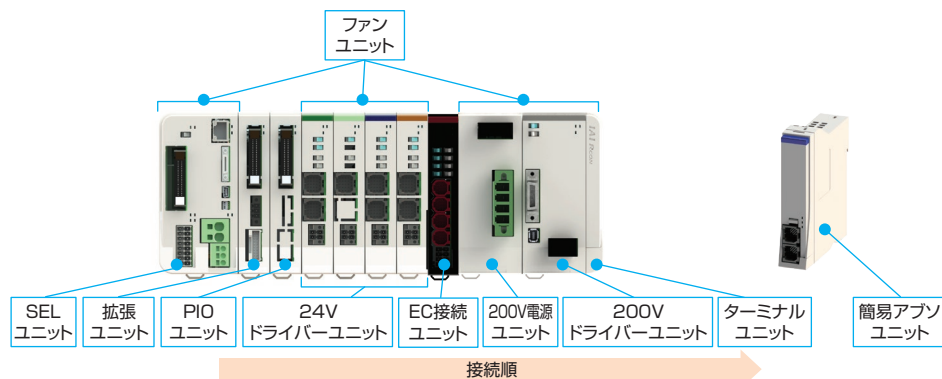 ファン
ユニット
SEL
ユニット
拡張
ユニット
PIO
ユニット
24V
ドライバーユニット
EC接続
ユニット
200V電源
ユニット
200V
ドライバーユニット
ターミナル
ユニット
簡易アブソ
ユニット
接続順